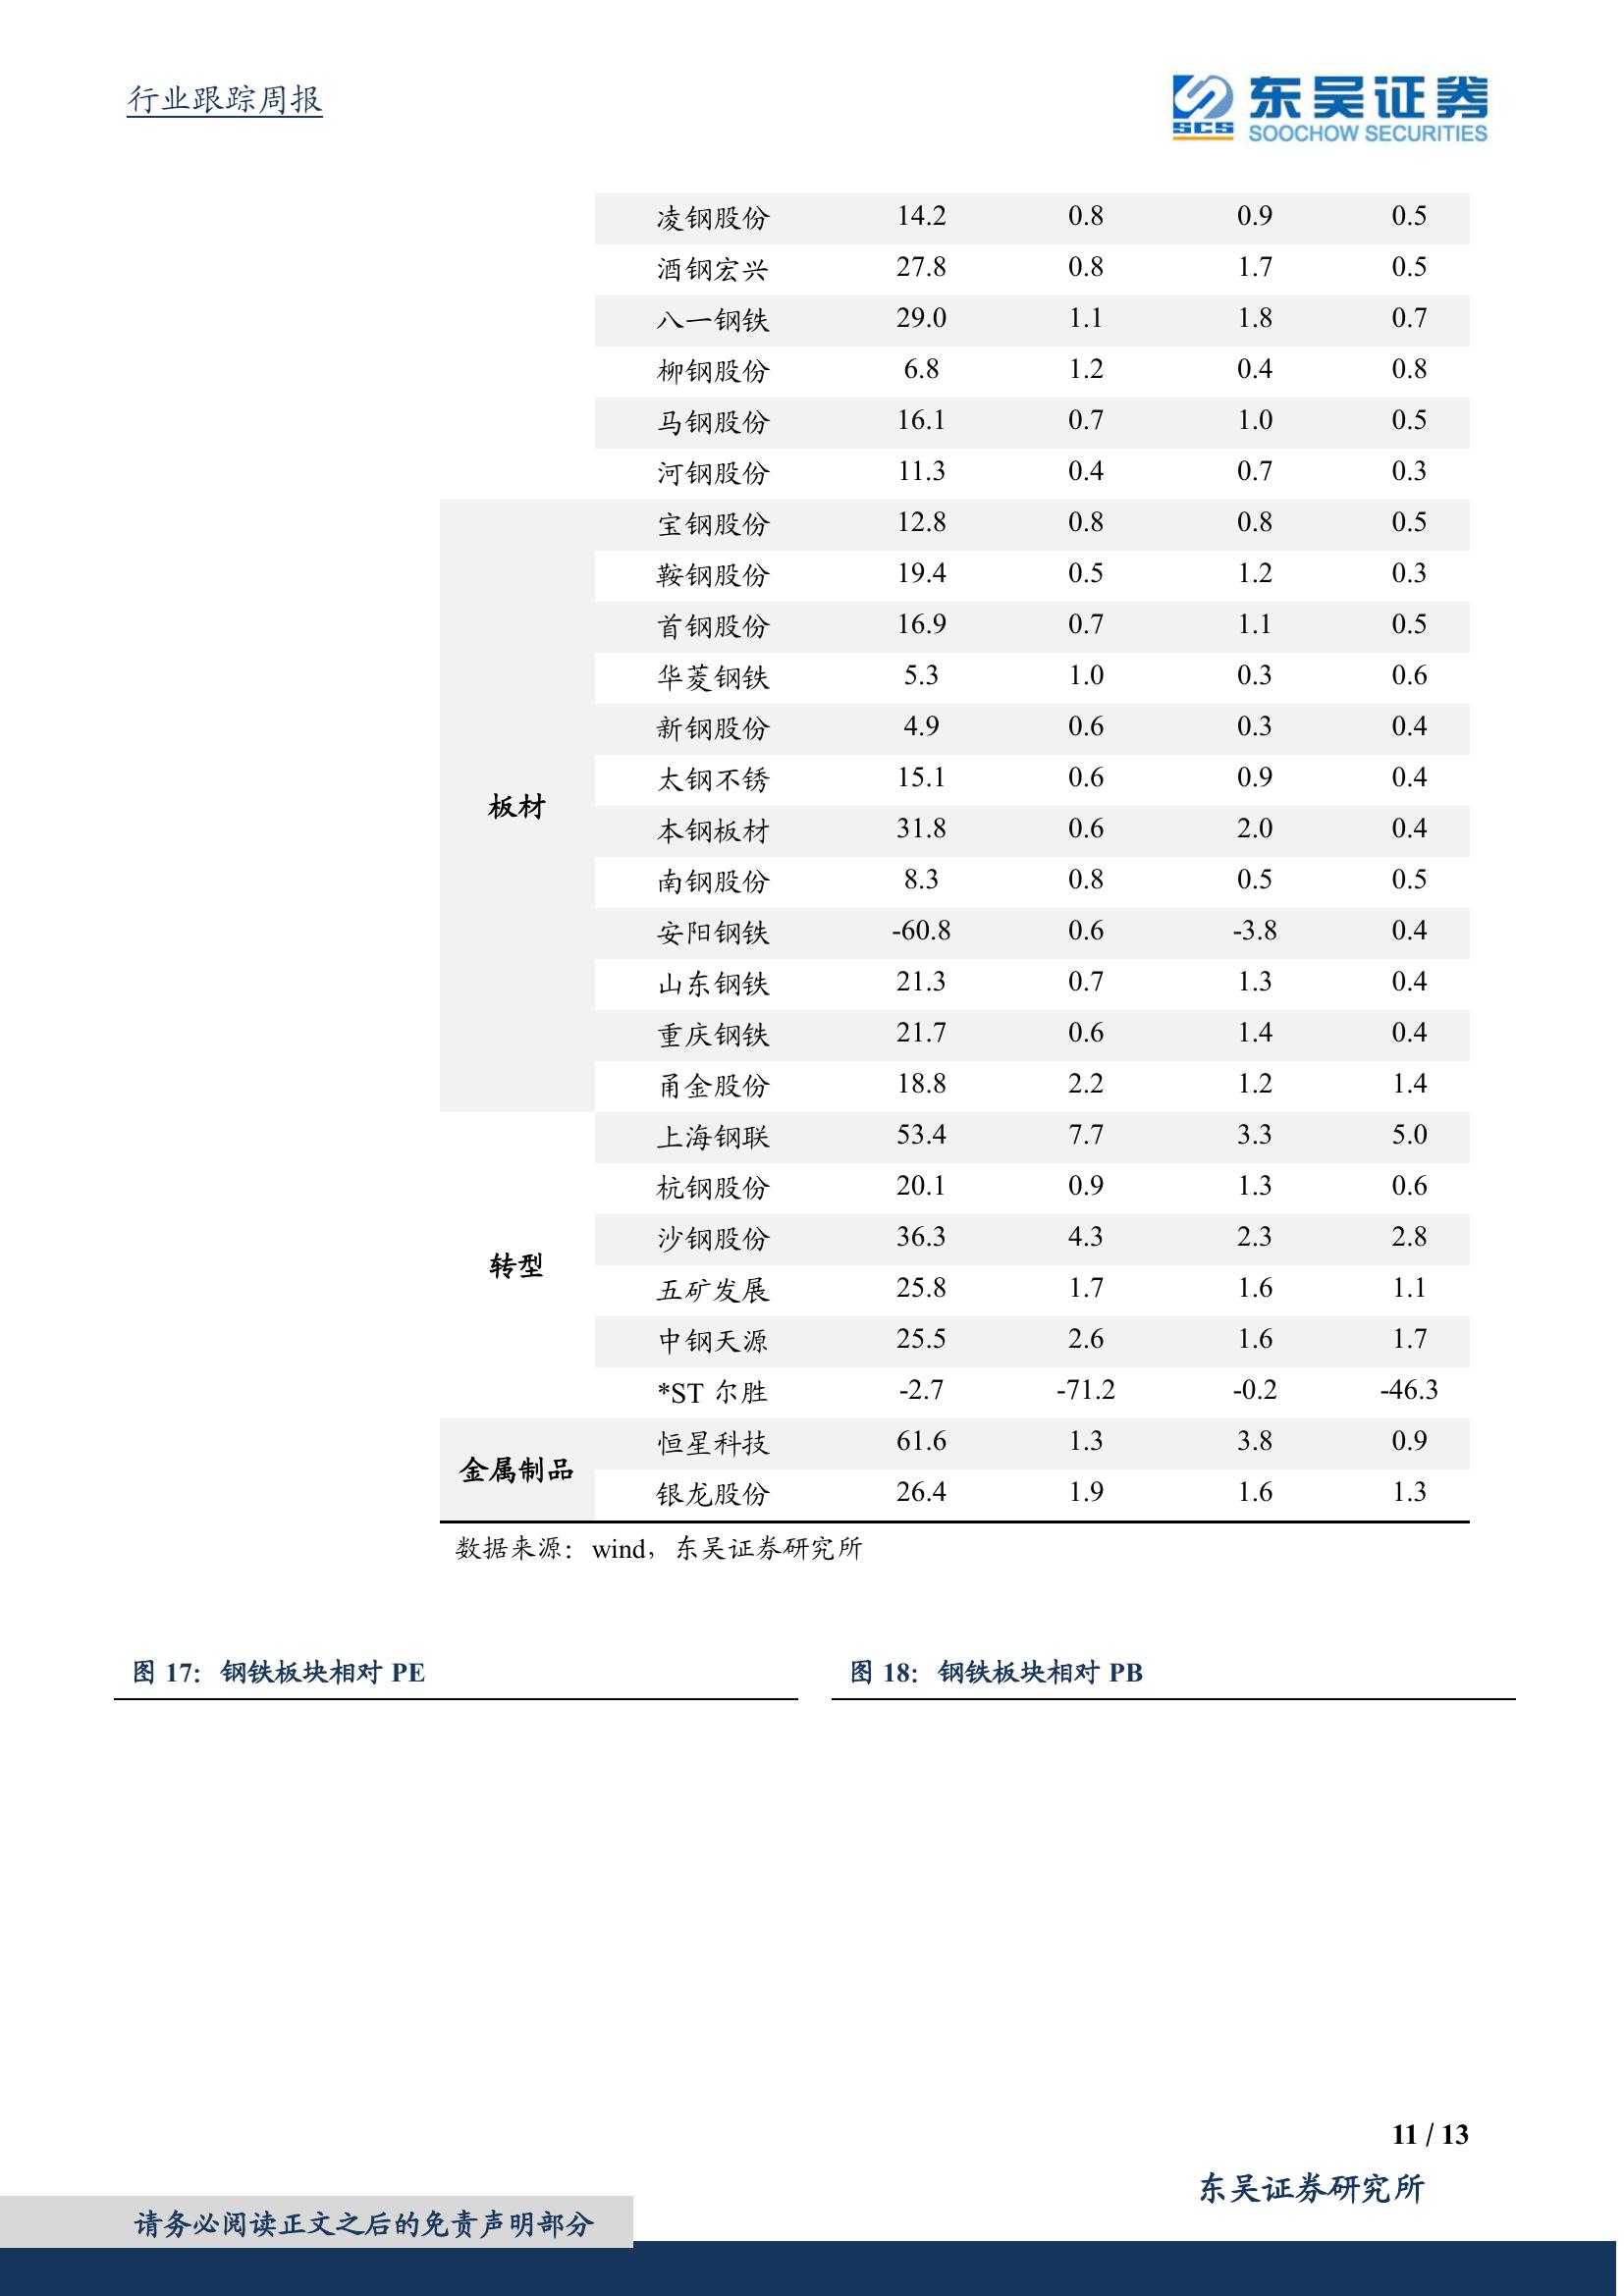 行业跟踪周报
SCS 东吴证券
SOOCHOW SECURITIES
凌钢股份 14.2 0.8 0.9 0.5
酒钢宏兴 27.8 0.8 1.7 0.5
八一钢铁 29.0 1.1 1.8 0.7
柳钢股份 6.8 1.2 0.4 0.8
马钢股份 16.1 0.7 1.0 0.5
河钢股份 11.3 0.4 0.7 0.3
板材
宝钢股份 12.8 0.8 0.8 0.5
鞍钢股份 19.4 0.5 1.2 0.3
首钢股份 16.9 0.7 1.1 0.5
华菱钢铁 5.3 1.0 0.3 0.6
新钢股份 4.9 0.6 0.3 0.4
太钢不锈 15.1 0.6 0.9 0.4
本钢板材 31.8 0.6 2.0 0.4
南钢股份 8.3 0.8 0.5 0.5
安阳钢铁 -60.8 0.6 -3.8 0.4
山东钢铁 21.3 0.7 1.3 0.4
重庆钢铁 21.7 0.6 1.4 0.4
甬金股份 18.8 2.2 1.2 1.4
转型
上海钢联 53.4 7.7 3.3 5.0
杭钢股份 20.1 0.9 1.3 0.6
沙钢股份 36.3 4.3 2.3 2.8
五矿发展 25.8 1.7 1.6 1.1
中钢天源 25.5 2.6 1.6 1.7
*ST 尔胜 -2.7 -71.2 -0.2 -46.3
金属制品
恒星科技 61.6 1.3 3.8 0.9
银龙股份 26.4 1.9 1.6 1.3
数据来源：wind，东吴证券研究所
图 17：钢铁板块相对 PE
图 18：钢铁板块相对 PB
11 / 13
东吴证券研究所
请务必阅读正文之后的免责声明部分